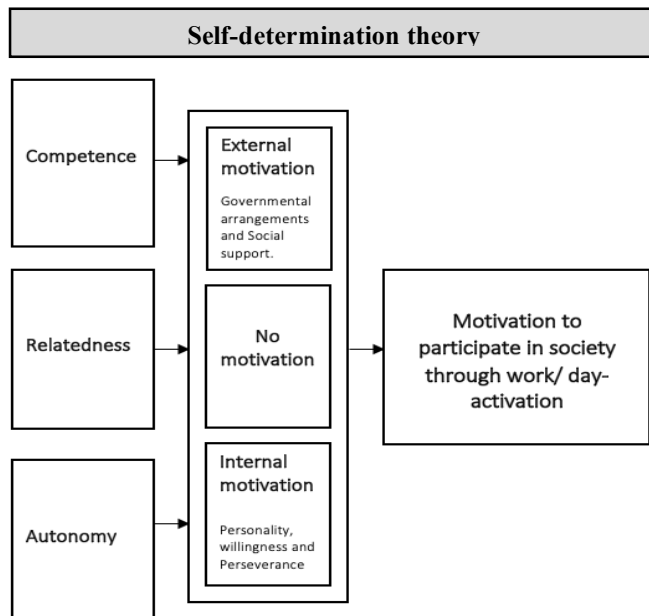 Self-determination theory
Competence
External
motivation
Governmental
arrangements
and Social
support.
Relatedness
No
motivation
Motivation to
participate in society
through work/ day-
activation
Autonomy
Internal
motivation
Personality,
willingness and
Perseverance